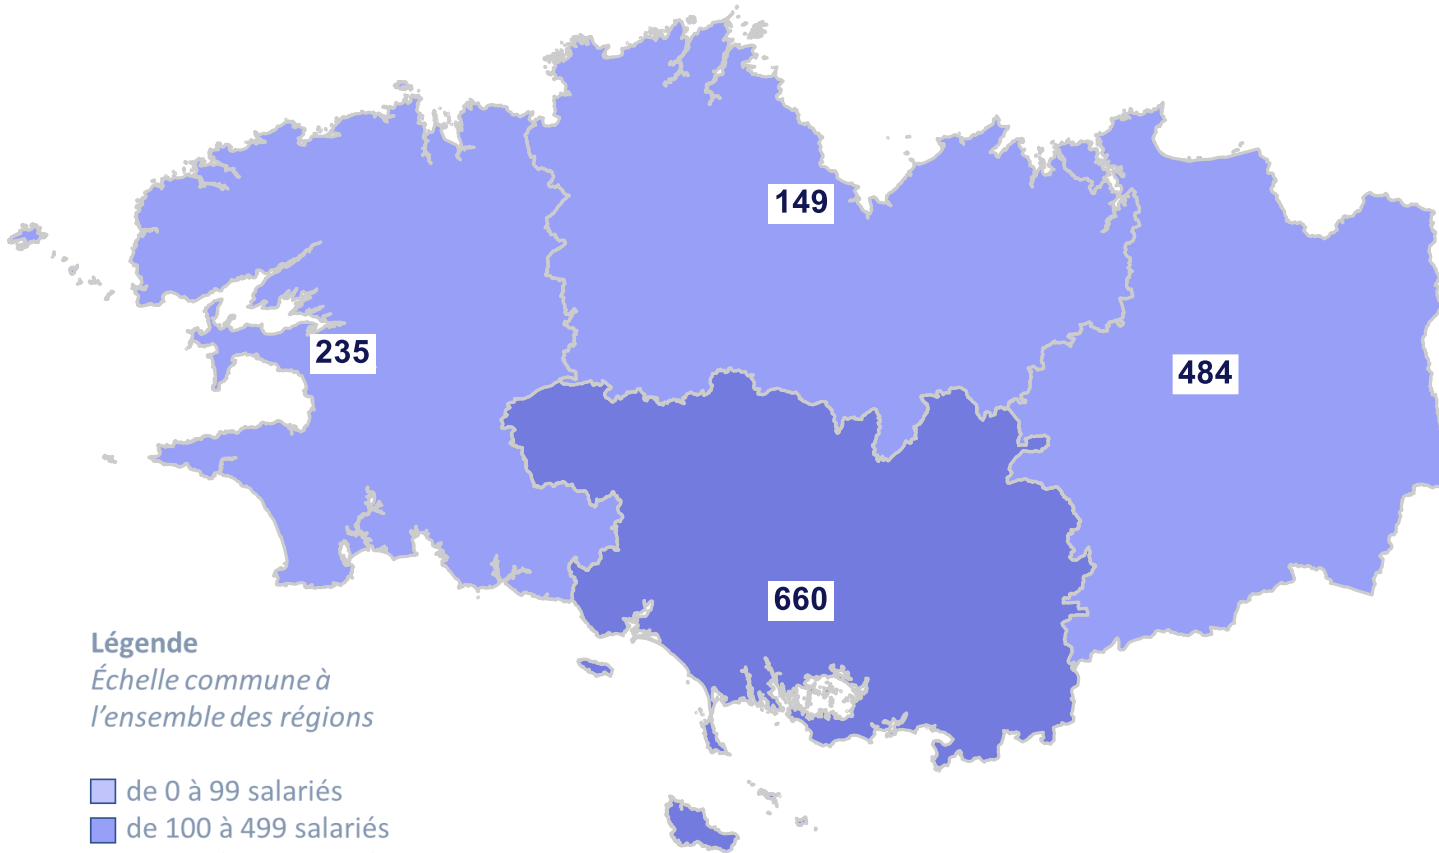 149
235
484
660
Légende
Échelle commune à
l'ensemble des régions
de 0 à 99 salariés
de 100 à 499 salariés